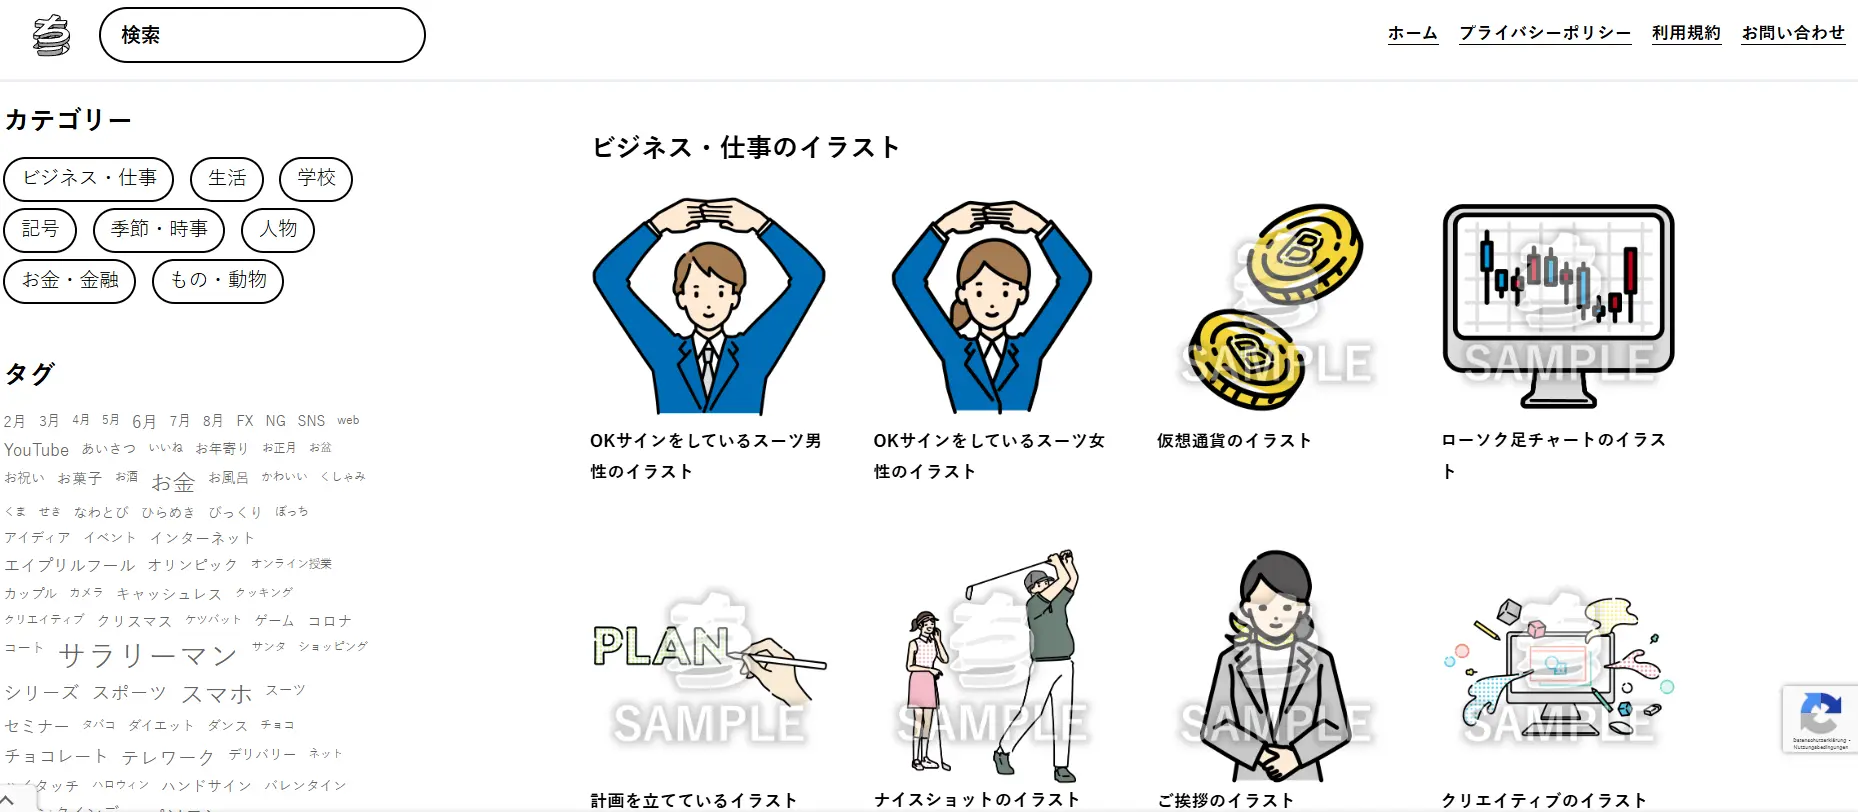 検索
ホーム プライバシーポリシー 利用規約 お問い合わせ
カテゴリー
ビジネス・仕事 生活 学校
記号 季節・時事 人物
お金・金融 もの・動物
タグ
2月 3月 4月 5月 6月 7月 8月 FX NG SNS web
YouTube あいさつ いいね お年寄り お正月 お盆
お祝い お菓子 お酒 お金 お風呂 かわいい くしゃみ
くま せき なわとび ひらめき びっくり ぼっち
アイディア イベント インターネット
エイプリルフール オリンピック オンライン授業
カップル カメラ キャッシュレス クッキング
クリエイティブ クリスマス ケツバット ゲーム コロナ
コート サラリーマン サンタ ショッピング
シリーズ スポーツ スマホ スーツ
セミナー タバコ ダイエット ダンス チョコ
チョコレート テレワーク デリバリー ネット
ハイタッチ ハロウィン ハンドサイン バレンタイン
ビジネス・仕事のイラスト
OKサインをしているスーツ男
性のイラスト
OKサインをしているスーツ女
性のイラスト
仮想通貨のイラスト
SAMPLE
ローソク足チャートのイラス
ト
SAMPLE
PLAN
SAMPLE
計画を立てているイラスト
SAMPLE
ナイスショットのイラスト
SAMPLE
ご挨拶のイラスト
SAMPLE
クリエイティブのイラスト
Datenschutzerklärung -
Nutzungsbedingungen